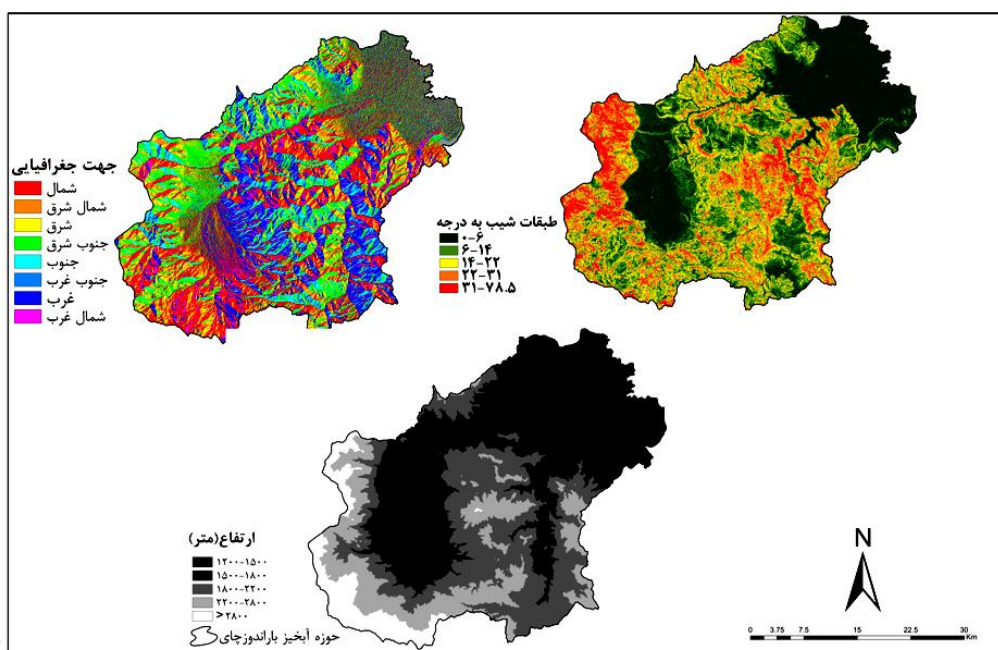 جهت جغرافیایی
شمال
شمال شرق
شرق
جنوب شرق
جنوب
جنوب غرب
غرب
شمال غرب
طبقات شیب به درجه
۰-۶
۶-۱۴
۱۴-۲۲
۲۲-۳۱
۳۱-۷۸.۵
ارتفاع(متر)
۱۲۰۰-۱۵۰۰
۱۵۰۰-۱۸۰۰
۱۸۰۰-۲۲۰۰
۲۲۰۰-۲۸۰۰
>۲۸۰۰
حوزه آبخیز باراندوزچای
N
0 3.75 7.5 15 22.5 30
Km